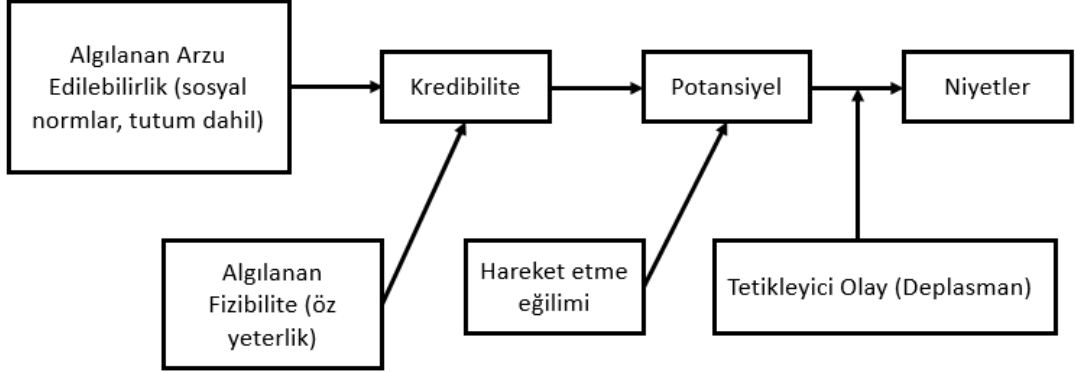 Algılanan Arzu
Edilebilirlik (sosyal
normlar, tutum dahil)
Kredibilite
Potansiyel
Niyetler
Algılanan
Fizibilite (öz
yeterlik)
Hareket etme
eğilimi
Tetikleyici Olay (Deplasman)